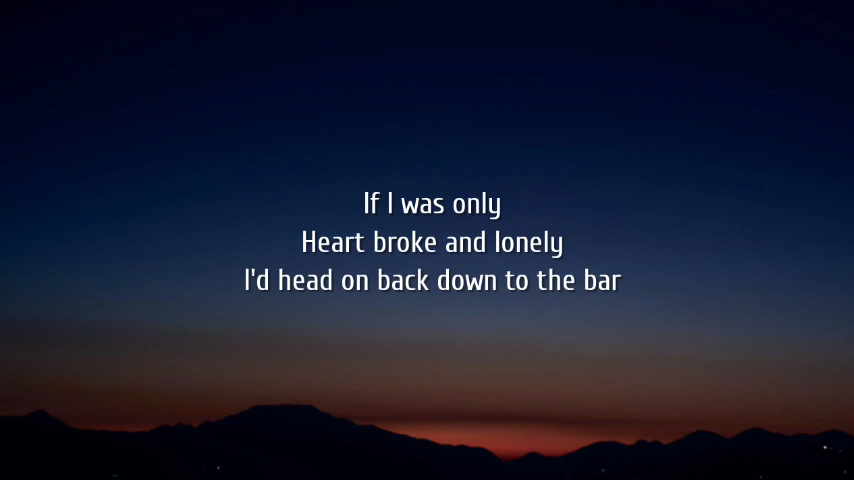 If I was only
Heart broke and lonely
I'd head on back down to the bar